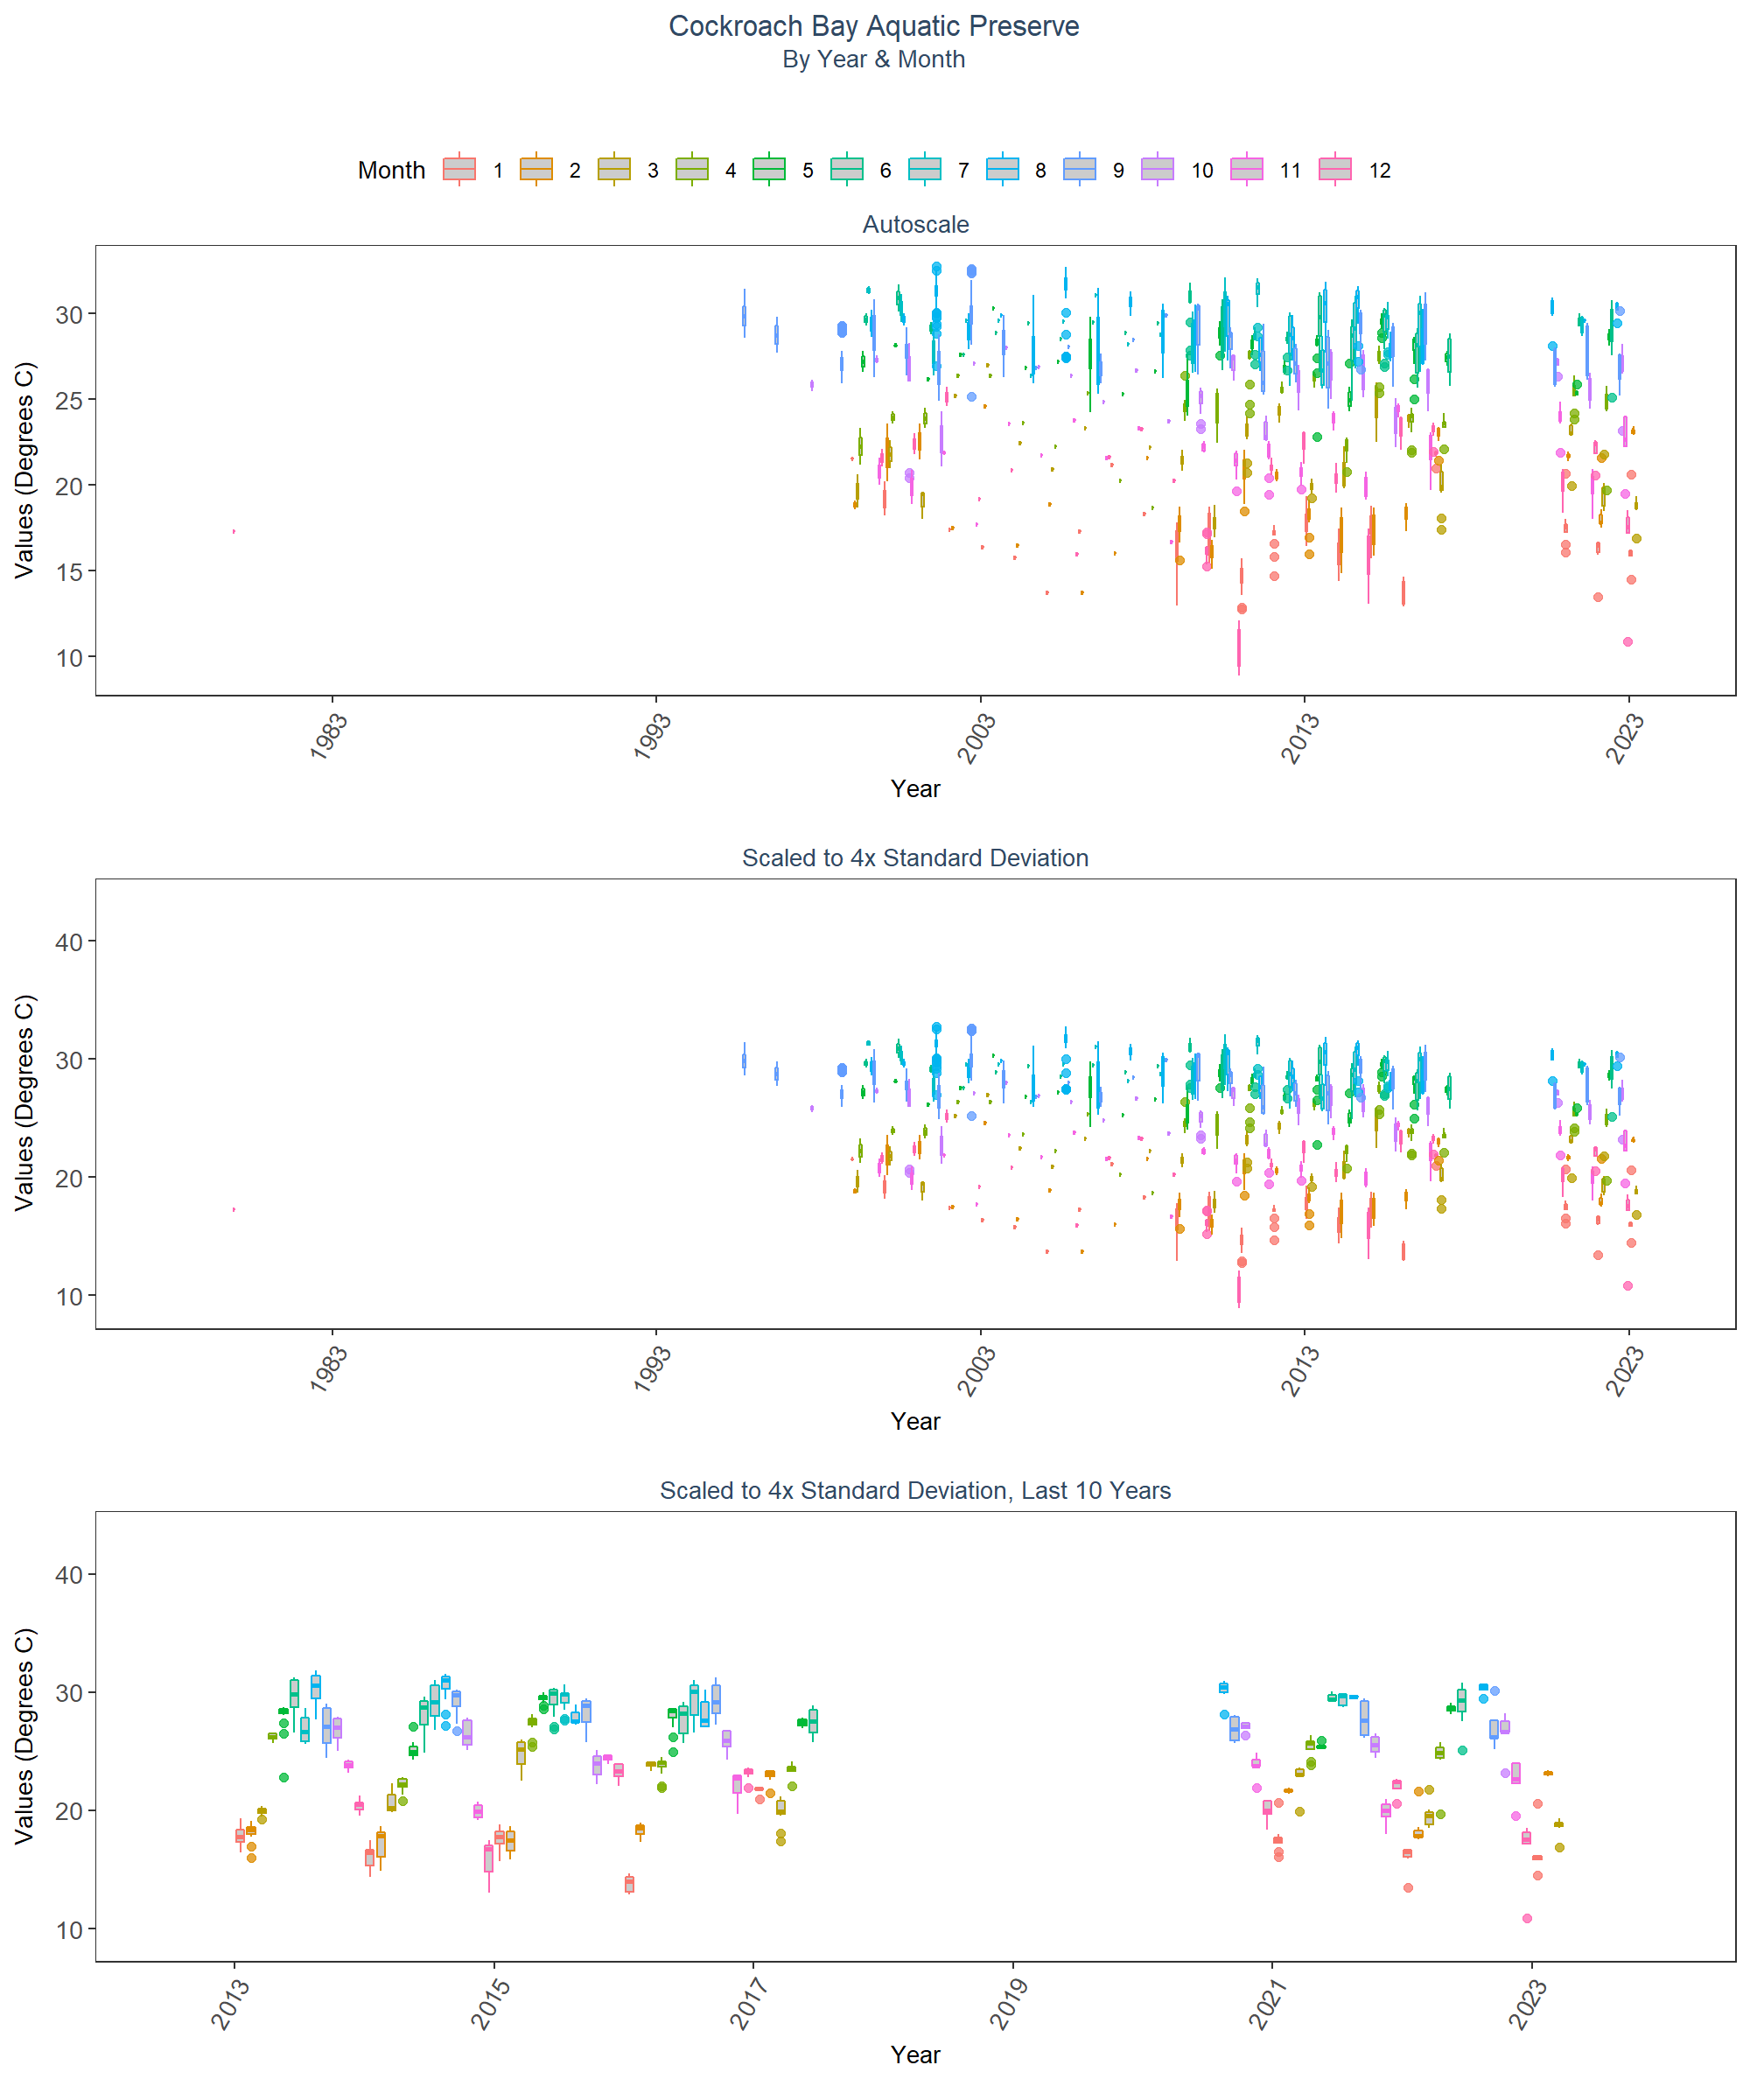 Cockroach Bay Aquatic Preserve
By Year & Month
Month 1 2 3 4 5 6 7 8 9 10 11 12
Autoscale
Values (Degrees C)
30
25
20
15
10
1983 1993 2003 2013 2023
Year
Scaled to 4x Standard Deviation
Values (Degrees C)
40
30
20
10
1983 1993 2003 2013 2023
Year
Scaled to 4x Standard Deviation, Last 10 Years
Values (Degrees C)
40
30
20
10
2013 2015 2017 2019 2021 2023
Year